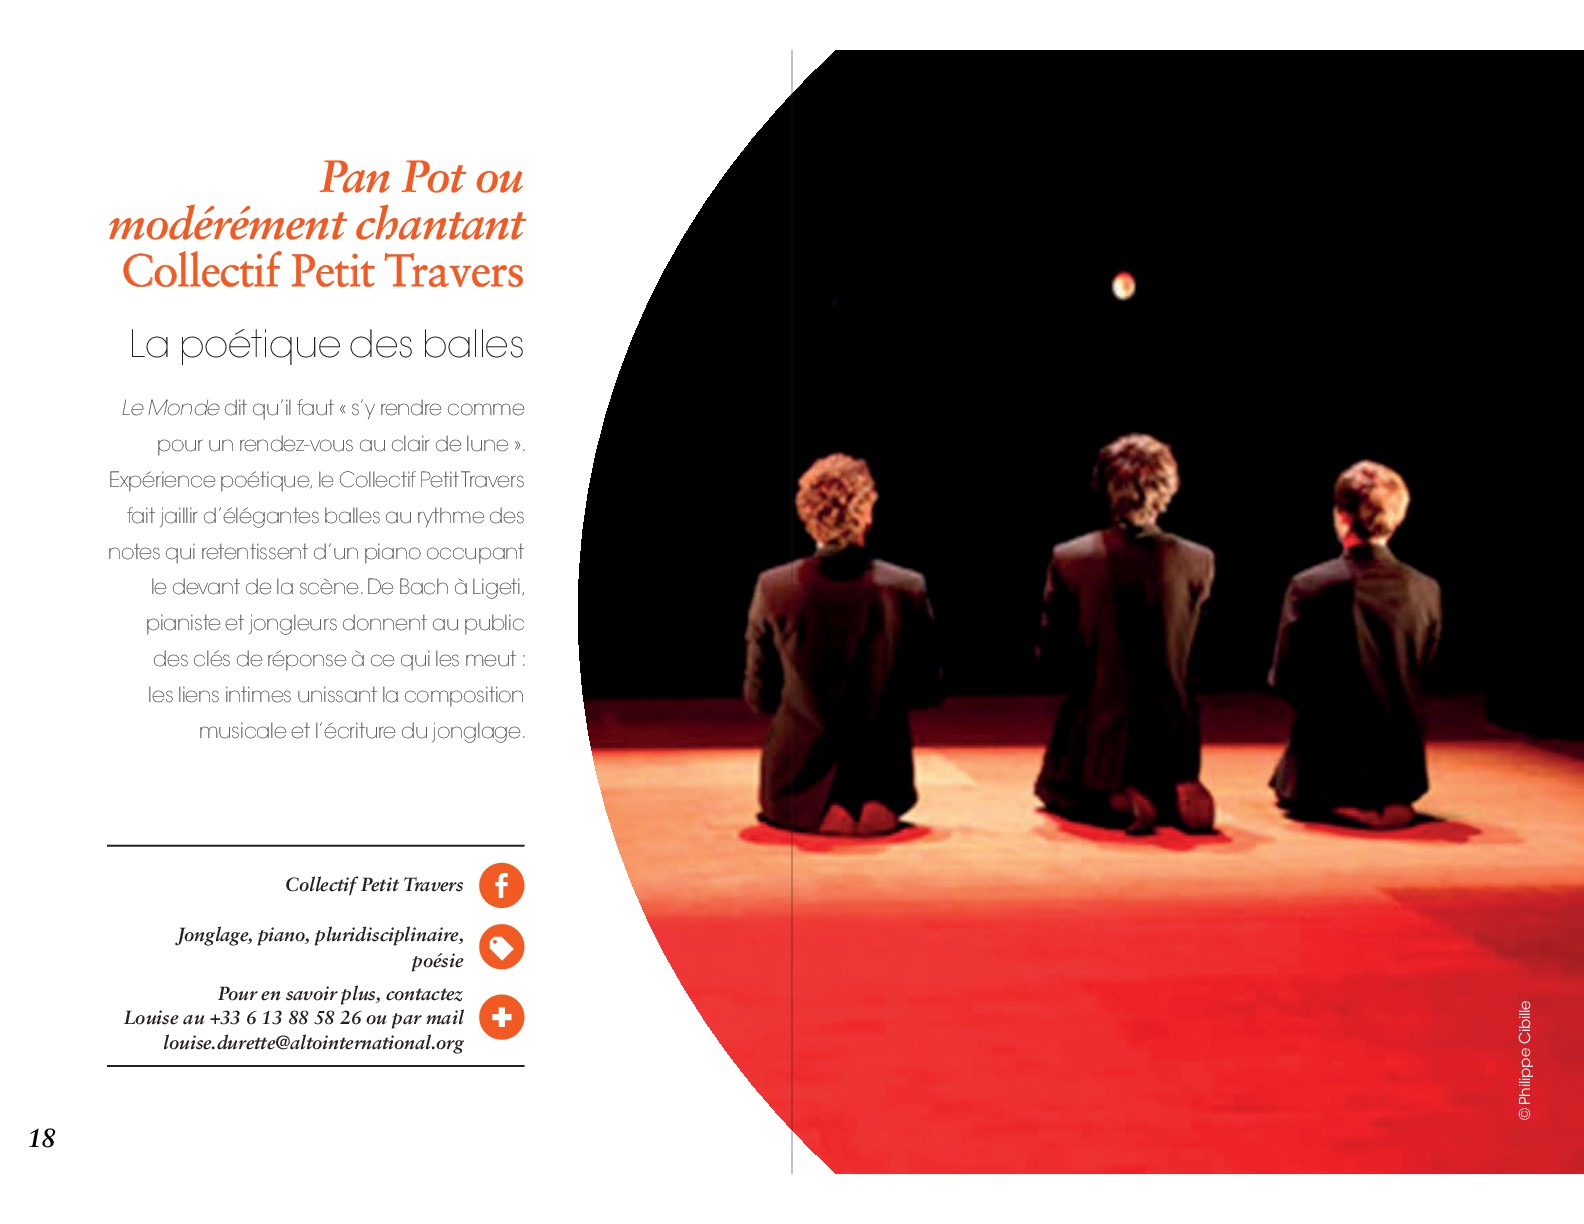 Pan Pot ou
modérément chantant
Collectif Petit Travers
La poétique des balles
Le Monde dit qu'il faut « s'y rendre comme
pour un rendez-vous au clair de lune ».
Expérience poétique, le Collectif Petit Travers
fait jaillir d'élégantes balles au rythme des
notes qui retentissent d'un piano occupant
le devant de la scène. De Bach à Ligeti,
pianiste et jongleurs donnent au public
des clés de réponse à ce qui les meut :
les liens intimes unissant la composition
musicale et l'écriture du jonglage.
Collectif Petit Travers
Jonglage, piano, pluridisciplinaire,
poésie
Pour en savoir plus, contactez
Louise au +33 6 13 88 58 26 ou par mail
louise.durette@altointernational.org
18
© Philippe Cibille